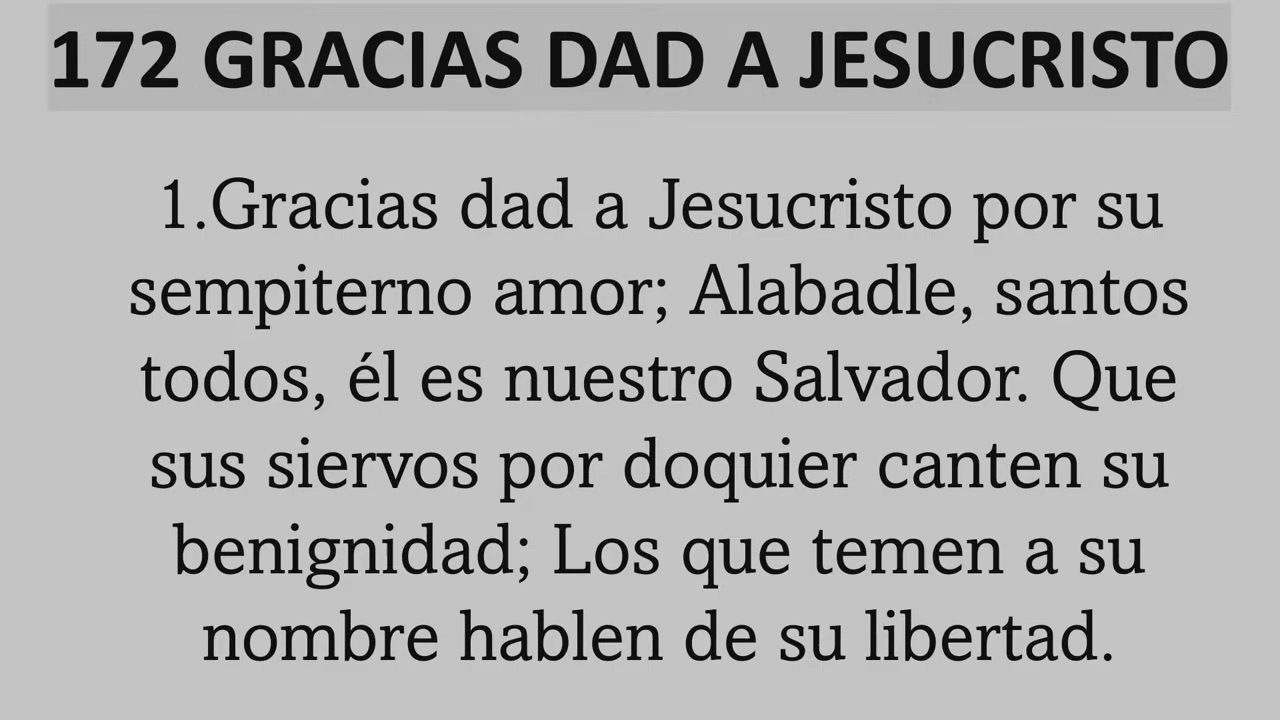 172 GRACIAS DAD A JESUCRISTO
1.Gracias dad a Jesucristo por su
sempiterno amor; Alabadle, santos
todos, él es nuestro Salvador. Que
sus siervos por doquier canten su
benignidad; Los que temen a su
nombre hablen de su libertad.